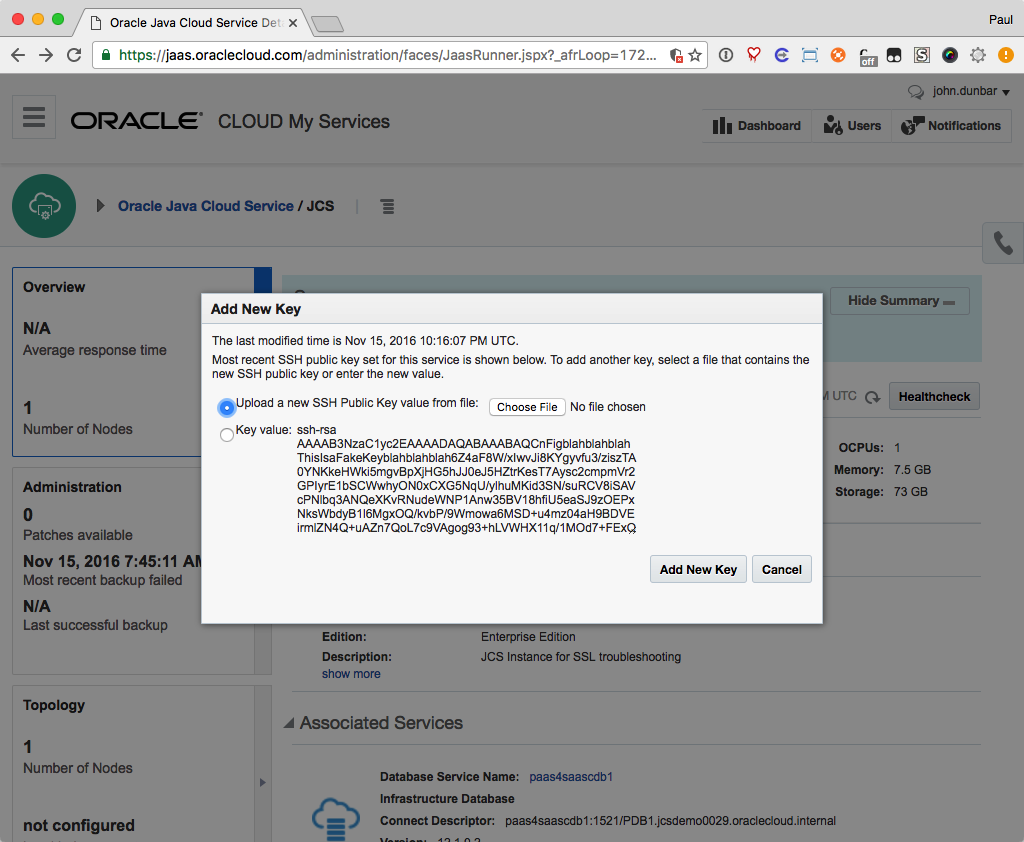 Oracle Java Cloud Service Det
Paul
https://jaas.oraclecloud.com/administration/faces/JaasRunner.jspx?_afrLoop=172...
off
S
john.dunbar
ORACLE CLOUD My Services
Dashboard
Users
Notifications
Oracle Java Cloud Service / JCS
Overview
N/A
Average response time
1
Number of Nodes
Hide Summary
UTC
Healthcheck
OCPUs: 1
Memory: 7.5 GB
Storage: 73 GB
Add New Key
The last modified time is Nov 15, 2016 10:16:07 PM UTC.
Most recent SSH public key set for this service is shown below. To add another key, select a file that contains the
new SSH public key or enter the new value.
Upload a new SSH Public Key value from file: Choose File No file chosen
Key value: ssh-rsa
AAAAB3NzaC1yc2EAAAADAQABAAABAQCnFigblahblahblah
ThisIsaFakeKeyblahblahblah6Z4aF8W/xIwvJi8KYgyvfu3/ziszTA
0YNKkeHWki5mgvBpXjHG5hJJ0eJ5HZtrKesT7Aysc2cmpmVr2
GPIyrE1bSCWwhyON0xCXG5NqU/ylhuMKid3SN/suRCV8iSAV
cPNlbq3ANQeXKvRNudeWNP1Anw35BV18hfiU5eaSJ9zOEPx
NksWbdyB1I6MgxOQ/kvbP/9Wmowa6MSD+u4mz04aH9BDVE
irmlZN4Q+uAZn7QoL7c9VAgog93+hLVWHX11q/1MOd7+FExQ
Add New Key
Cancel
Administration
0
Patches available
Nov 15, 2016 7:45:11 AM
Most recent backup failed
N/A
Last successful backup
Edition: Enterprise Edition
Description: JCS Instance for SSL troubleshooting
show more
Topology
1
Number of Nodes
not configured
Associated Services
Database Service Name: paas4saascdb1
Infrastructure Database
Connect Descriptor: paas4saascdb1:1521/PDB1.jcsdemo0029.oraclecloud.internal
Version: 12.1.0.2